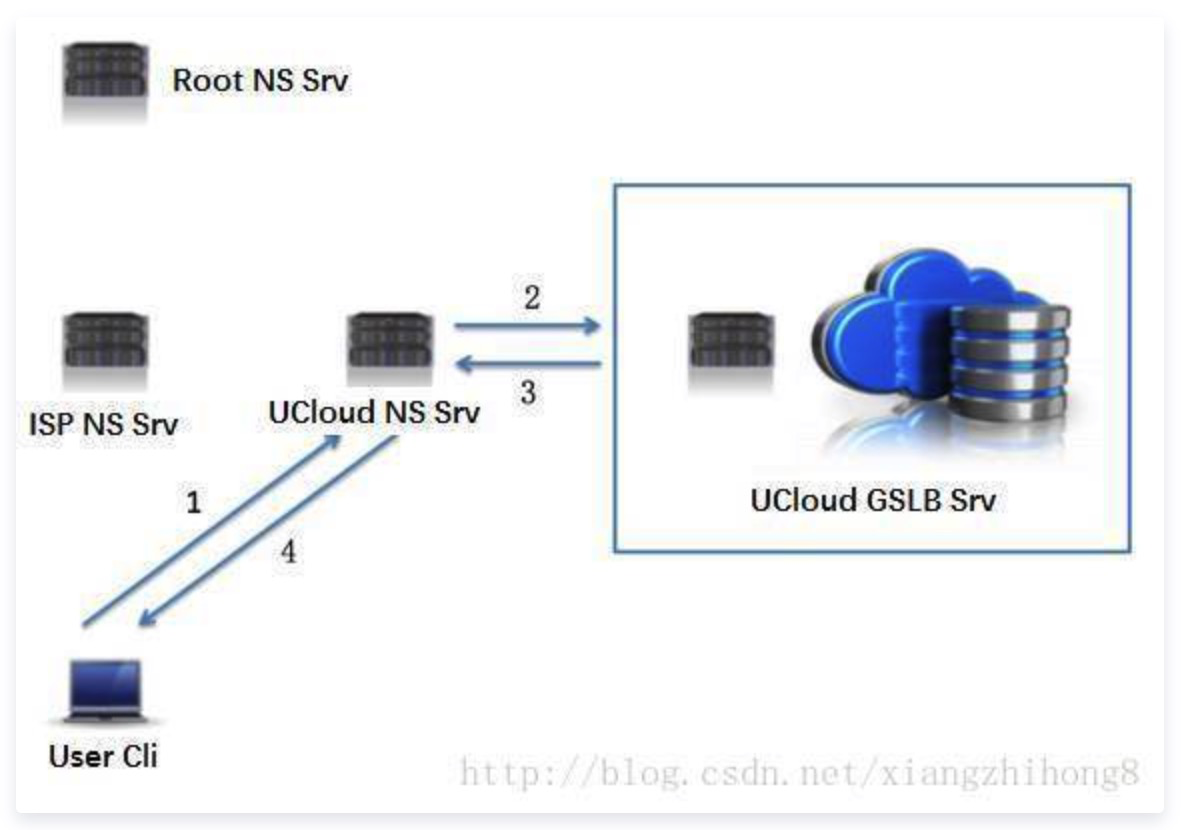 Root NS Srv
2
3
ISP NS Srv
UCloud NS Srv
1
4
UCloud GSLB Srv
User Cli
http://blog.csdn.net/xiangzhihong8